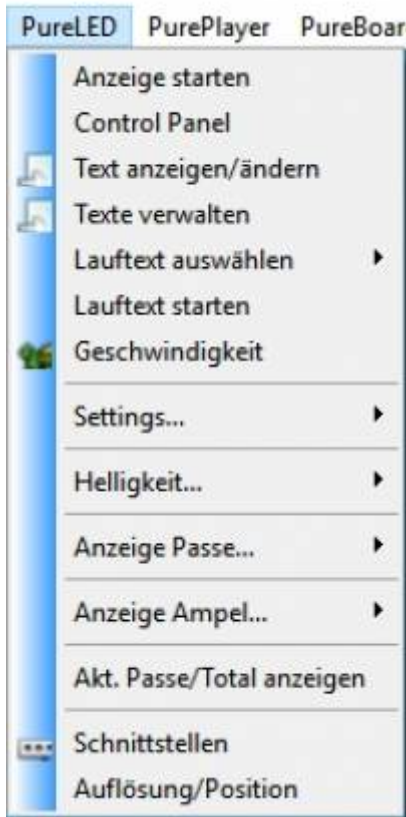 PureLED PurePlayer PureBoar
Anzeige starten
Control Panel
Text anzeigen/ändern
Texte verwalten
Lauftext auswählen
Lauftext starten
Geschwindigkeit
Settings...
Helligkeit...
Anzeige Passe...
Anzeige Ampel...
Akt. Passe/Total anzeigen
Schnittstellen
Auflösung/Position